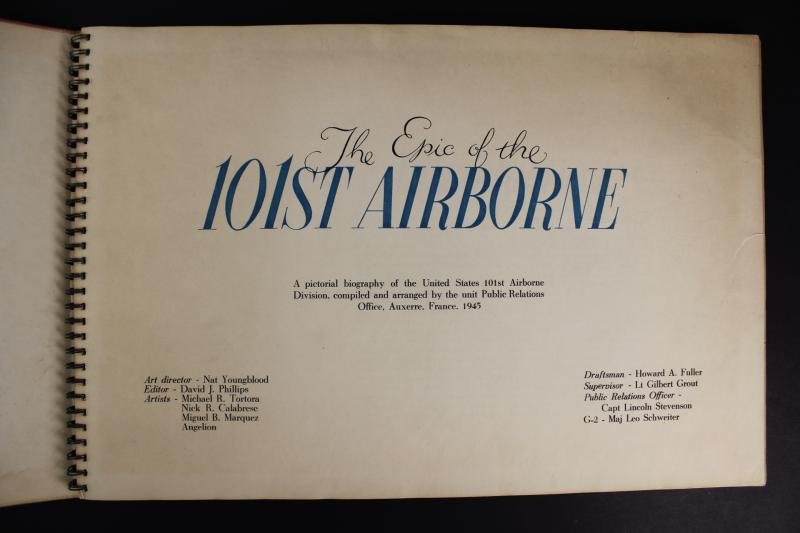 The Epic of the
101ST AIRBORNE
A pictorial biography of the United States 101st Airborne
Division, compiled and arranged by the unit Public Relations
Office, Auxerre, France, 1945
Art director - Nat Youngblood
Editor - David J. Phillips
Artists - Michael R. Tortora
Nick R. Calabrese
Miguel B. Marquez
Angelion
Draftsman - Howard A. Fuller
Supervisor - Lt Gilbert Grout
Public Relations Officer -
Capt Lincoln Stevenson
G-2 - Maj Leo Schweiter